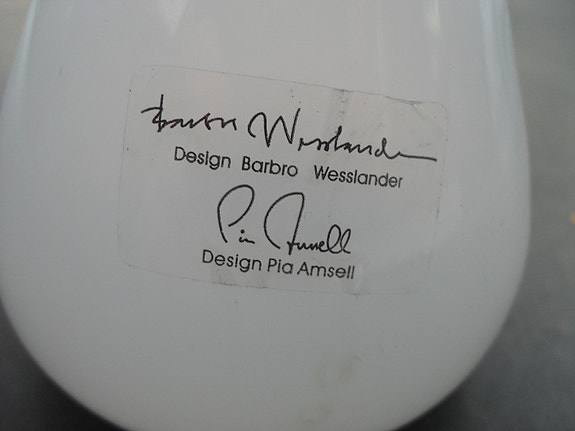 Barbro Wesslander
Design Barbro Wesslander
Pia Amsell
Design Pia Amsell